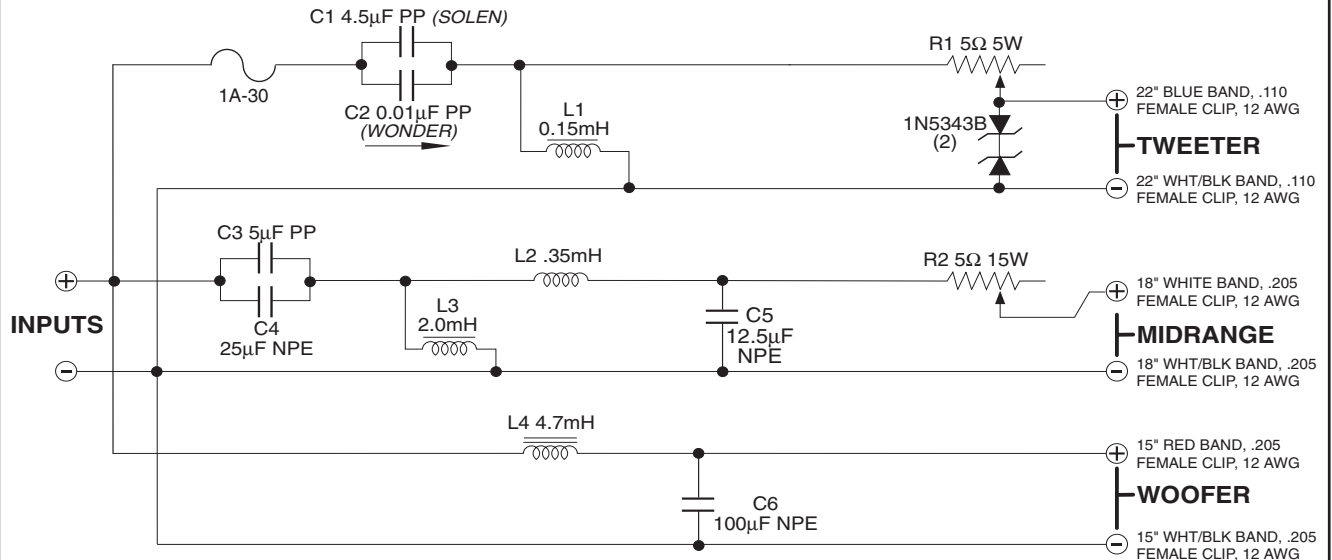 C1 4.5µF PP (SOLEN)
1A-30
C2 0.01µF PP
(WONDER)
L1
0.15mH
R1 5Ω 5W
1N5343B
(2)
22" BLUE BAND, .110
FEMALE CLIP, 12 AWG
TWEETER
22" WHT/BLK BAND, .110
FEMALE CLIP, 12 AWG
C3 5µF PP
C4
25µF NPE
L2 .35mH
L3
2.0mH
C5
12.5µF
NPE
R2 5Ω 15W
INPUTS
18" WHITE BAND, .205
FEMALE CLIP, 12 AWG
MIDRANGE
18" WHT/BLK BAND, .205
FEMALE CLIP, 12 AWG
L4 4.7mH
C6
100µF NPE
15" RED BAND, .205
FEMALE CLIP, 12 AWG
WOOFER
15" WHT/BLK BAND, .205
FEMALE CLIP, 12 AWG